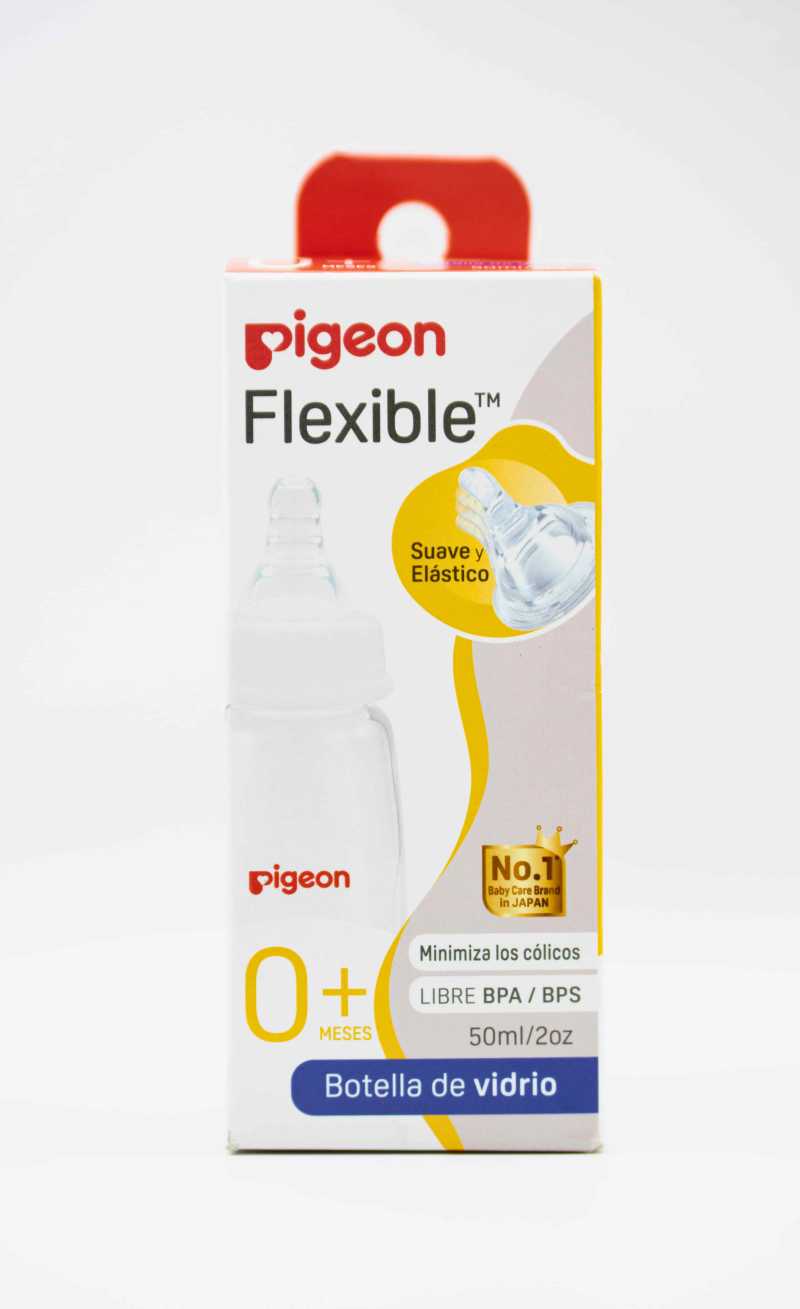 pigeon
Flexible™
Suave y
Elástico
pigeon
No.1
Baby Care Brand
in JAPAN
Minimiza los cólicos
0+
MESES
LIBRE BPA / BPS
50ml/2oz
Botella de vidrio